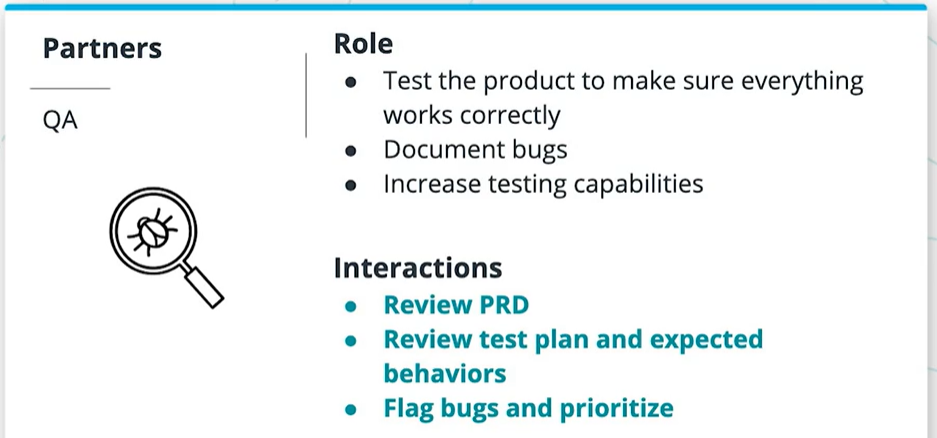 Partners
QA
Role
● Test the product to make sure everything
works correctly
● Document bugs
● Increase testing capabilities
Interactions
● Review PRD
● Review test plan and expected
behaviors
● Flag bugs and prioritize